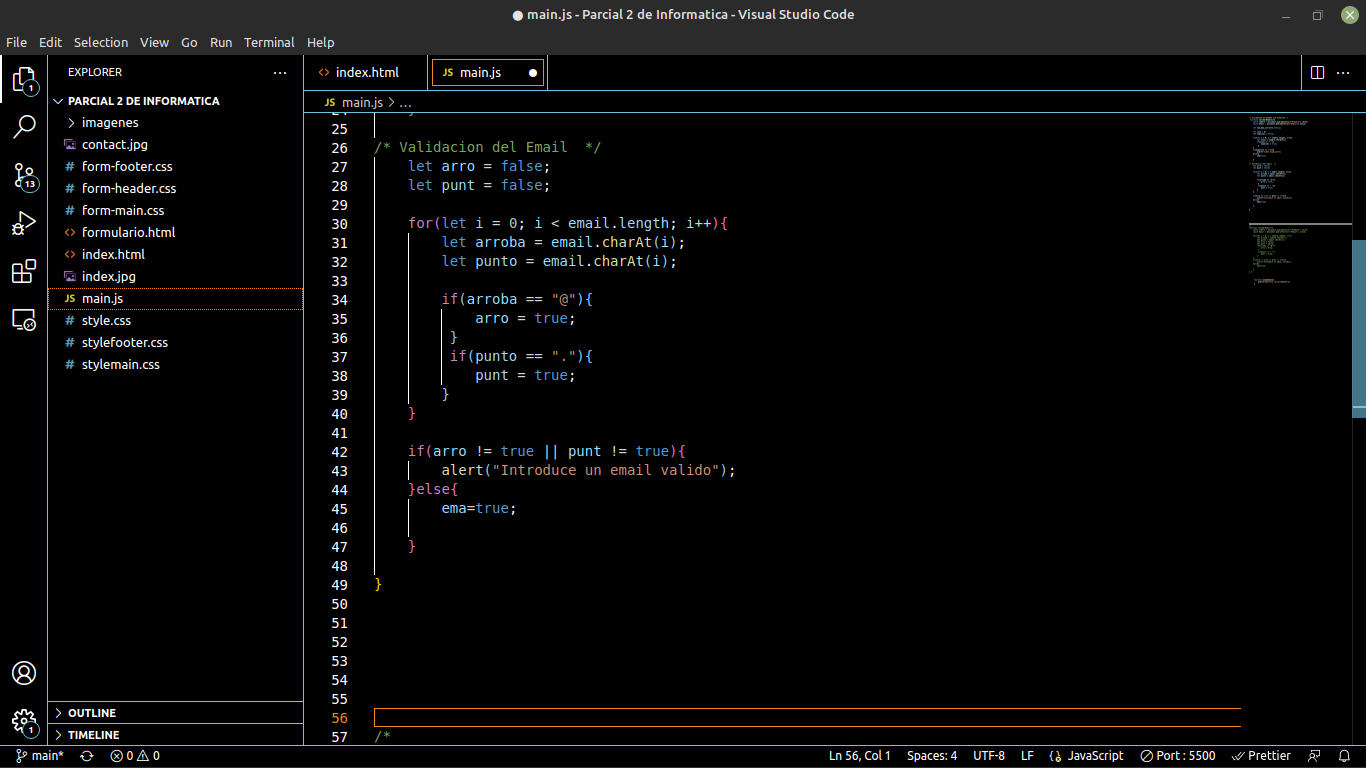 ● main.js - Parcial 2 de Informatica - Visual Studio Code
File Edit Selection View Go Run Terminal Help
EXPLORER
index.html
JS main.js
PARCIAL 2 DE INFORMATICA
JS main.js > ...
imagenes
contact.jpg
# form-footer.css
# form-header.css
# form-main.css
<> formulario.html
<> index.html
index.jpg
JS main.js
# style.css
# stylefooter.css
# stylemain.css
1
13
25
26 /* Validacion del Email  */
27     let arro = false;
28     let punt = false;
29
30     for(let i = 0; i < email.length; i++){
31         let arroba = email.charAt(i);
32         let punto = email.charAt(i);
33
34         if(arroba == "@"){
35             arro = true;
36          }
37          if(punto == "."){
38             punt = true;
39         }
40     }
41
42     if(arro != true || punt != true){
43         alert("Introduce un email valido");
44     }else{
45         ema=true;
46
47     }
48
49 }
50
51
52
53
54
55
56
57 /*
OUTLINE
TIMELINE
1
main* 0 0 Ln 56, Col 1 Spaces: 4 UTF-8 LF JavaScript Port : 5500 Prettier